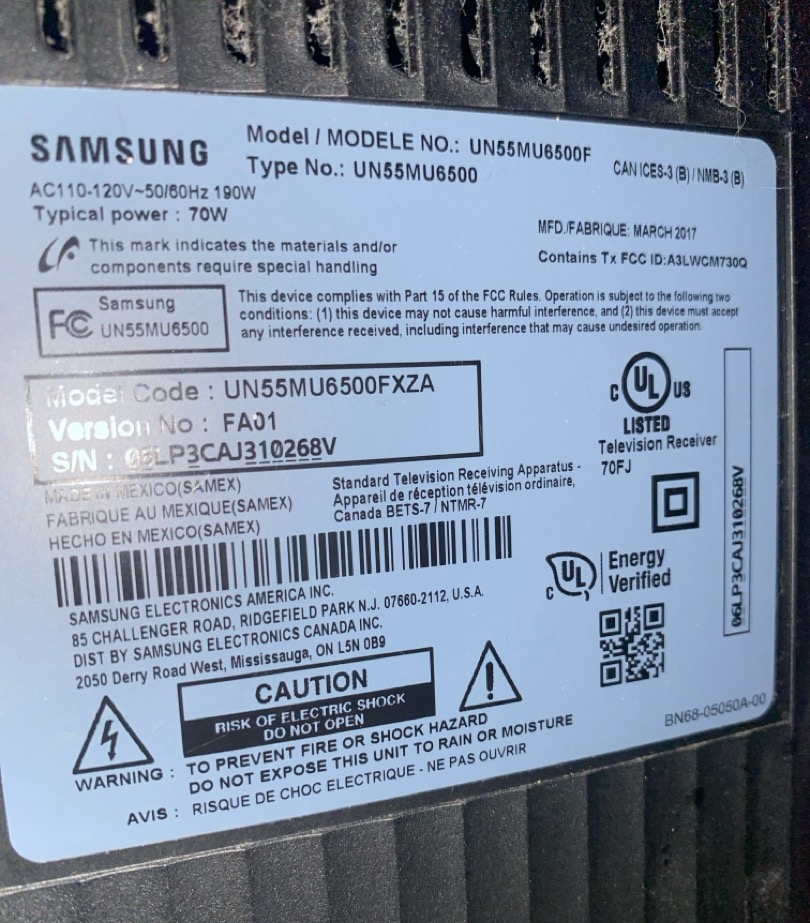 SAMSUNG
Model / MODELE NO.: UN55MU6500F
Type No.: UN55MU6500
CAN ICES-3 (B) / NMB-3 (B)
AC110-120V~50/60Hz 190W
Typical power : 70W
MFD./FABRIQUE: MARCH 2017
Contains Tx FCC ID:A3LWCM730Q
This mark indicates the materials and/or
components require special handling
FC Samsung
UN55MU6500
This device complies with Part 15 of the FCC Rules. Operation is subject to the following two
conditions: (1) this device may not cause harmful interference, and (2) this device must accept
any interference received, including interference that may cause undesired operation.
Model Code : UN55MU6500FXZA
Version No : FA01
S/N : 06LP3CAJ310268V
C UL US
LISTED
Television Receiver
70FJ
MADE IN MEXICO(SAMEX)
FABRIQUE AU MEXIQUE(SAMEX)
HECHO EN MEXICO(SAMEX)
Standard Television Receiving Apparatus -
Appareil de réception télévision ordinaire,
Canada BETS-7 / NTMR-7
06LP3CAJ310268V
C UL Energy
Verified
SAMSUNG ELECTRONICS AMERICA INC.
85 CHALLENGER ROAD, RIDGEFIELD PARK N.J. 07660-2112, U.S.A.
DIST BY SAMSUNG ELECTRONICS CANADA INC.
2050 Derry Road West, Mississauga, ON L5N 0B9
CAUTION
RISK OF ELECTRIC SHOCK
DO NOT OPEN
BN68-05050A-00
WARNING : TO PREVENT FIRE OR SHOCK HAZARD
DO NOT EXPOSE THIS UNIT TO RAIN OR MOISTURE
AVIS : RISQUE DE CHOC ELECTRIQUE - NE PAS OUVRIR